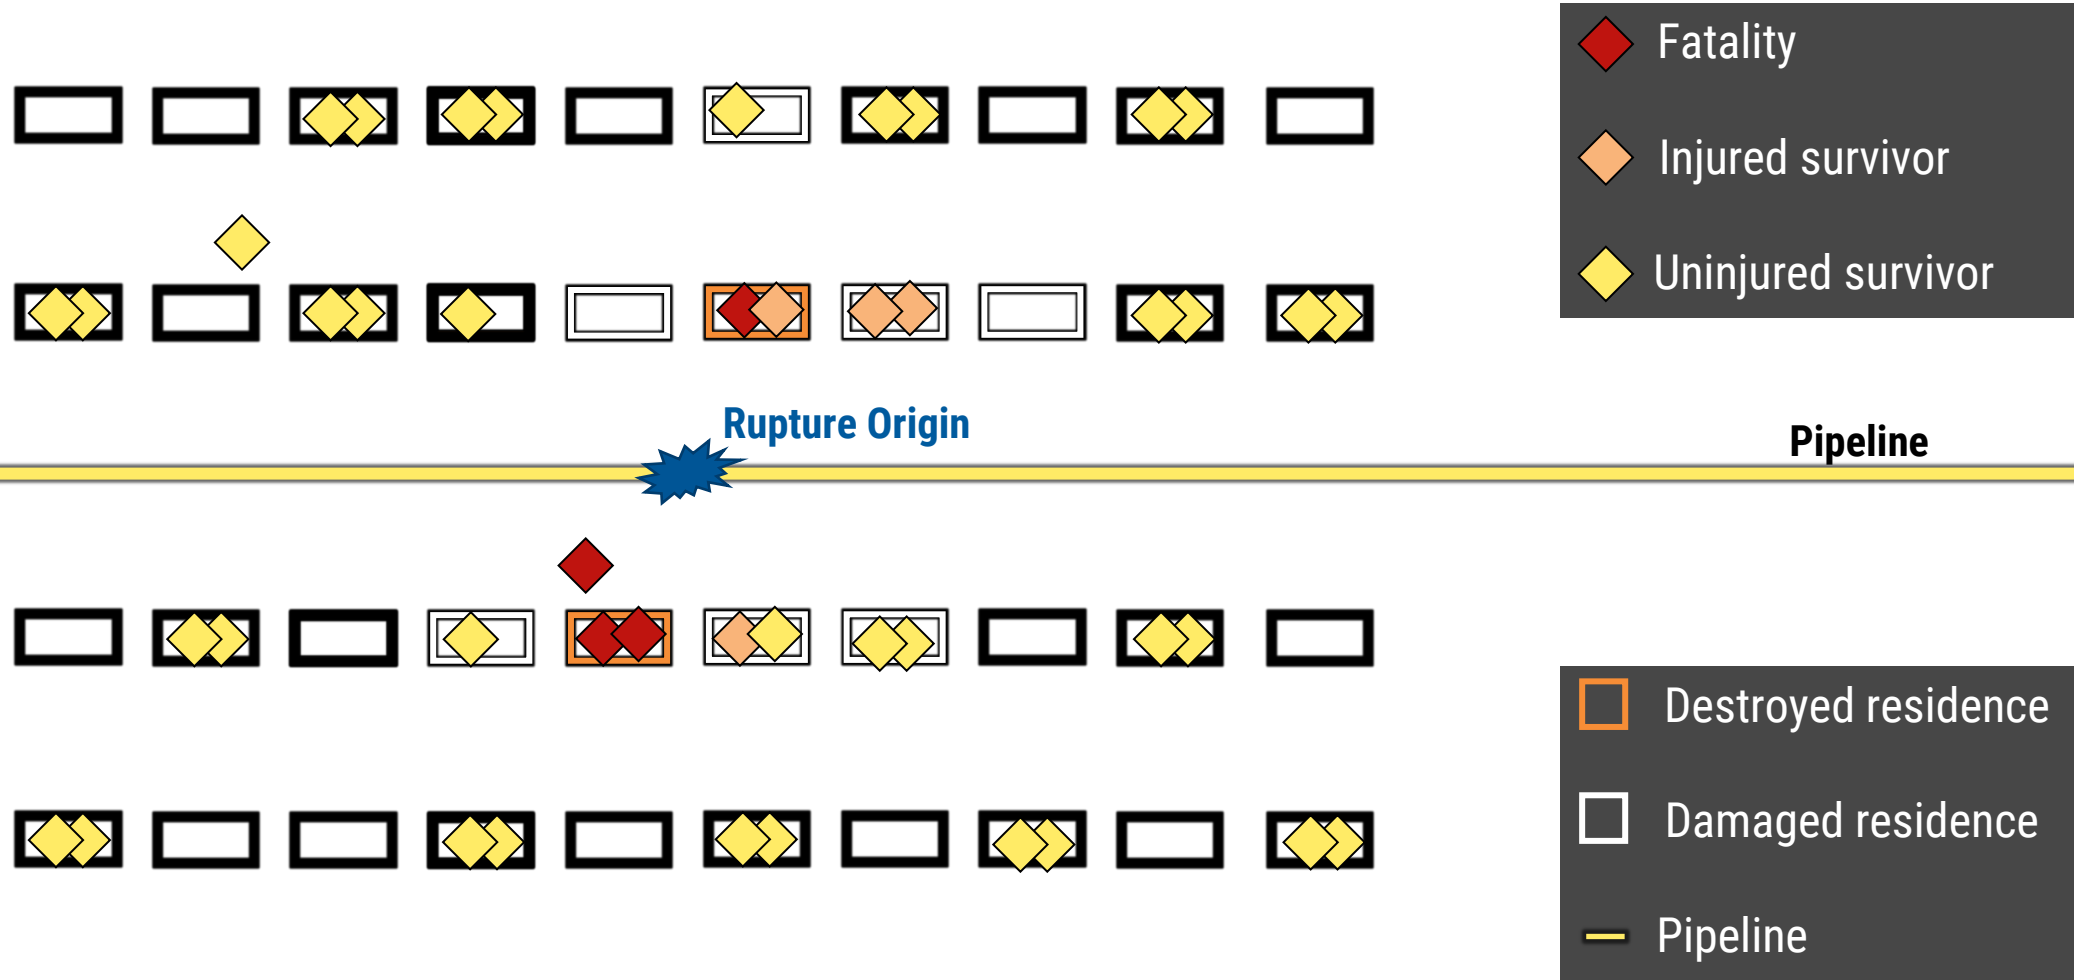 Fatality
Injured survivor
Uninjured survivor
Rupture Origin
Pipeline
Destroyed residence
Damaged residence
Pipeline